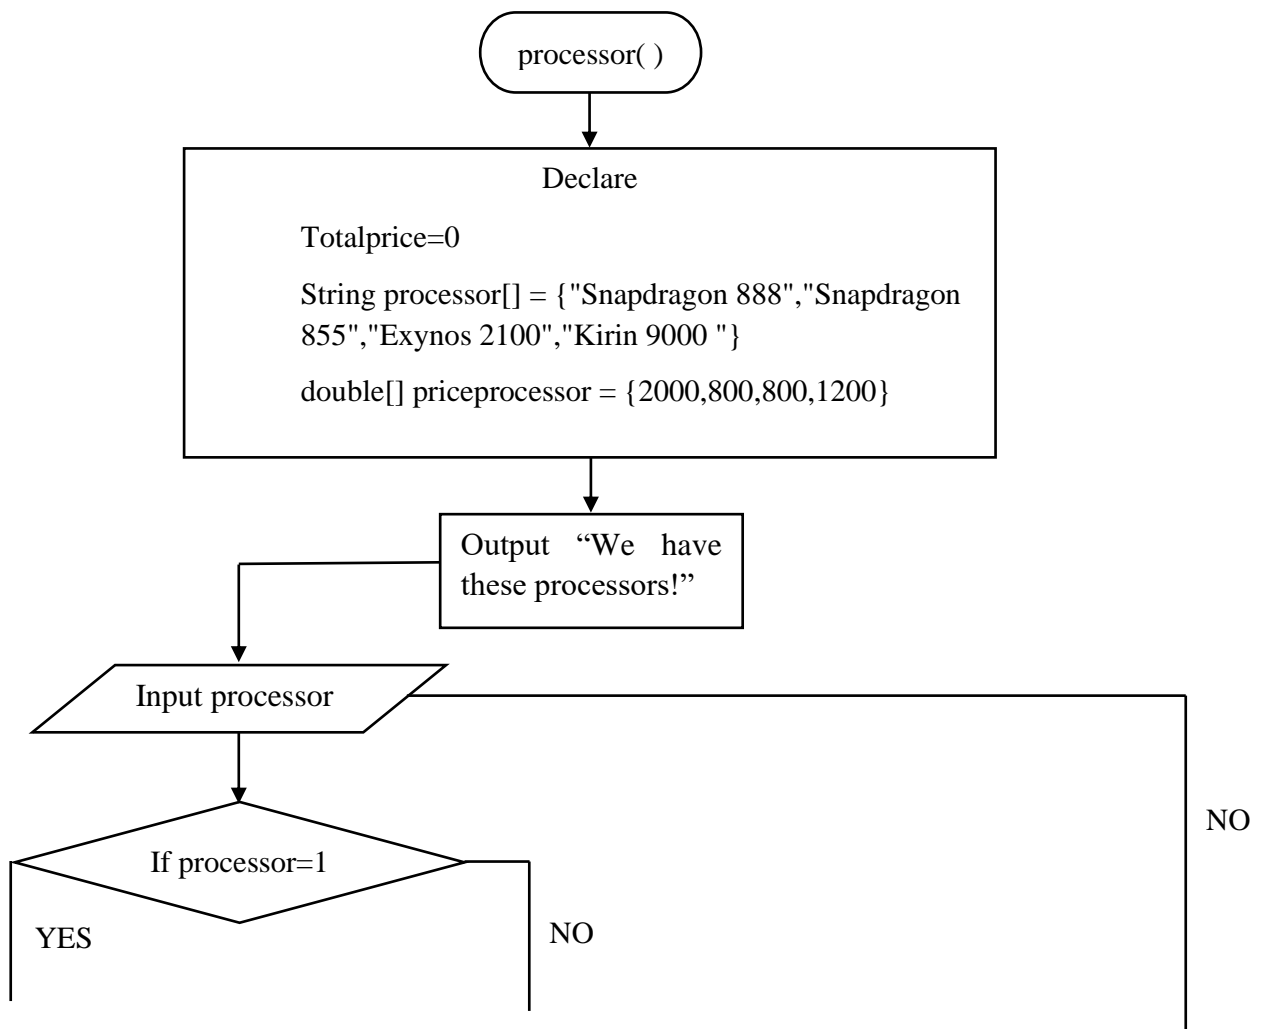 processor( )
Declare
Totalprice=0
String processor[] = {"Snapdragon 888","Snapdragon
855","Exynos 2100","Kirin 9000 "}
double[] priceprocessor = {2000,800,800,1200}
Output “We have
these processors!”
Input processor
NO
If processor=1
YES
NO